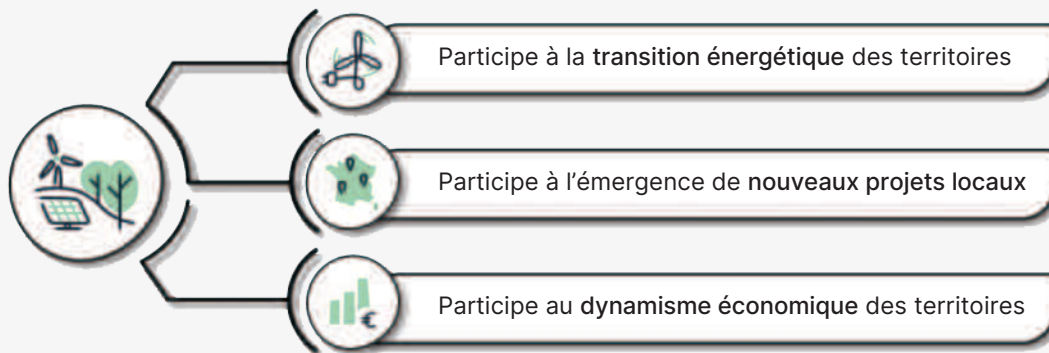 Participe à la transition énergétique des territoires
Participe à l’émergence de nouveaux projets locaux
€
Participe au dynamisme économique des territoires